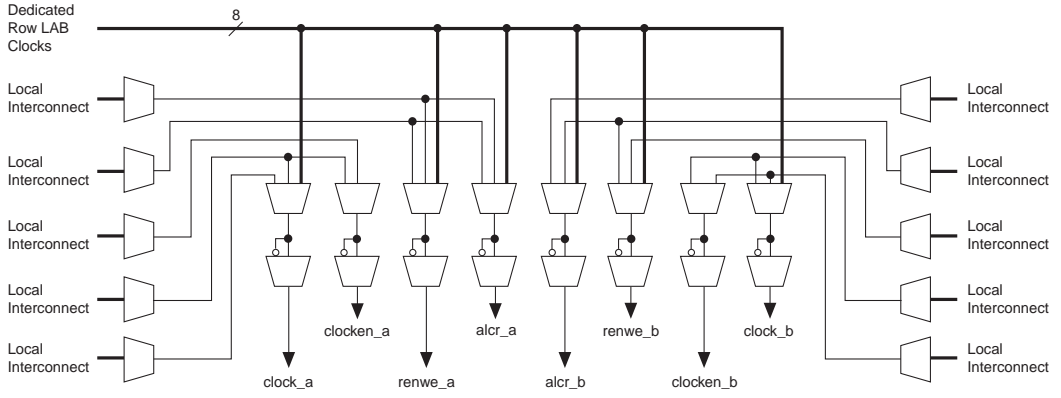 Dedicated
Row LAB
Clocks
8
Local
Interconnect
Local
Interconnect
Local
Interconnect
Local
Interconnect
Local
Interconnect
Local
Interconnect
Local
Interconnect
Local
Interconnect
Local
Interconnect
Local
Interconnect
clocken_a
alcr_a
renwe_b
clock_b
clock_a
renwe_a
alcr_b
clocken_b